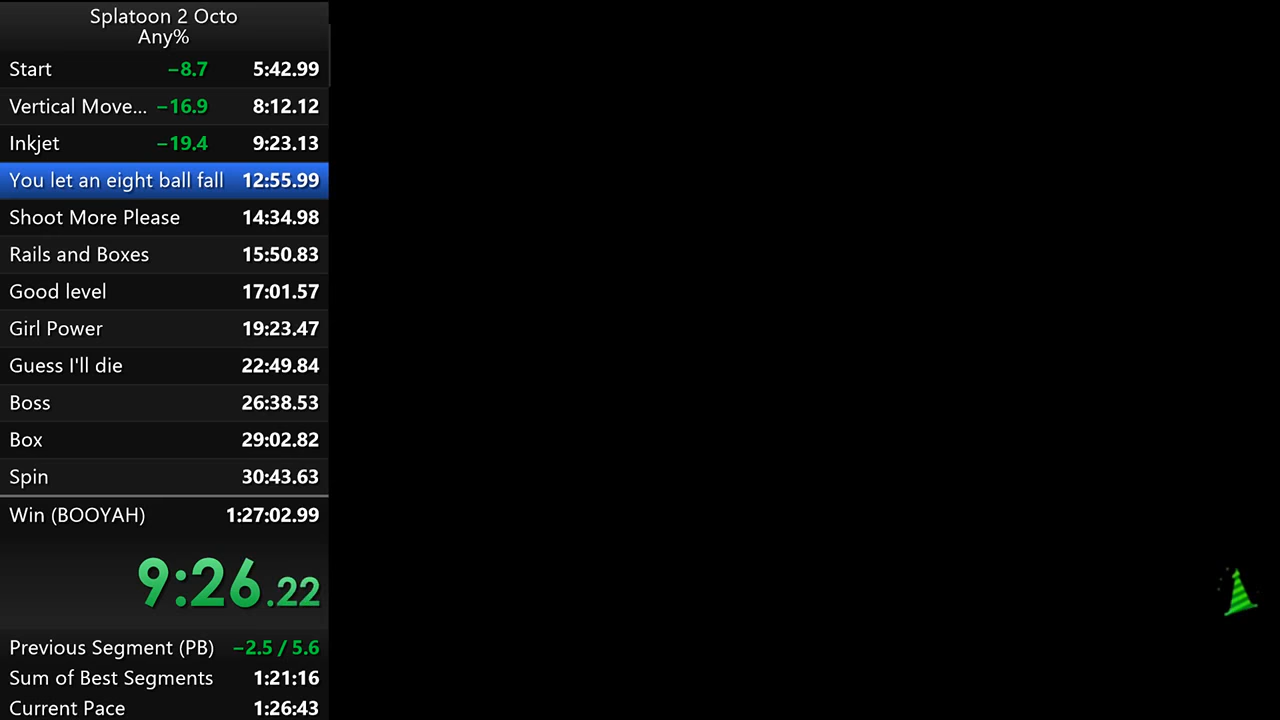 Splatoon 2 Octo
Any%
Start −8.7 5:42.99
Vertical Move... −16.9 8:12.12
Inkjet −19.4 9:23.13
You let an eight ball fall 12:55.99
Shoot More Please 14:34.98
Rails and Boxes 15:50.83
Good level 17:01.57
Girl Power 19:23.47
Guess I'll die 22:49.84
Boss 26:38.53
Box 29:02.82
Spin 30:43.63
Win (BOOYAH) 1:27:02.99
9:26.22
Previous Segment (PB) −2.5 / 5.6
Sum of Best Segments 1:21:16
Current Pace 1:26:43